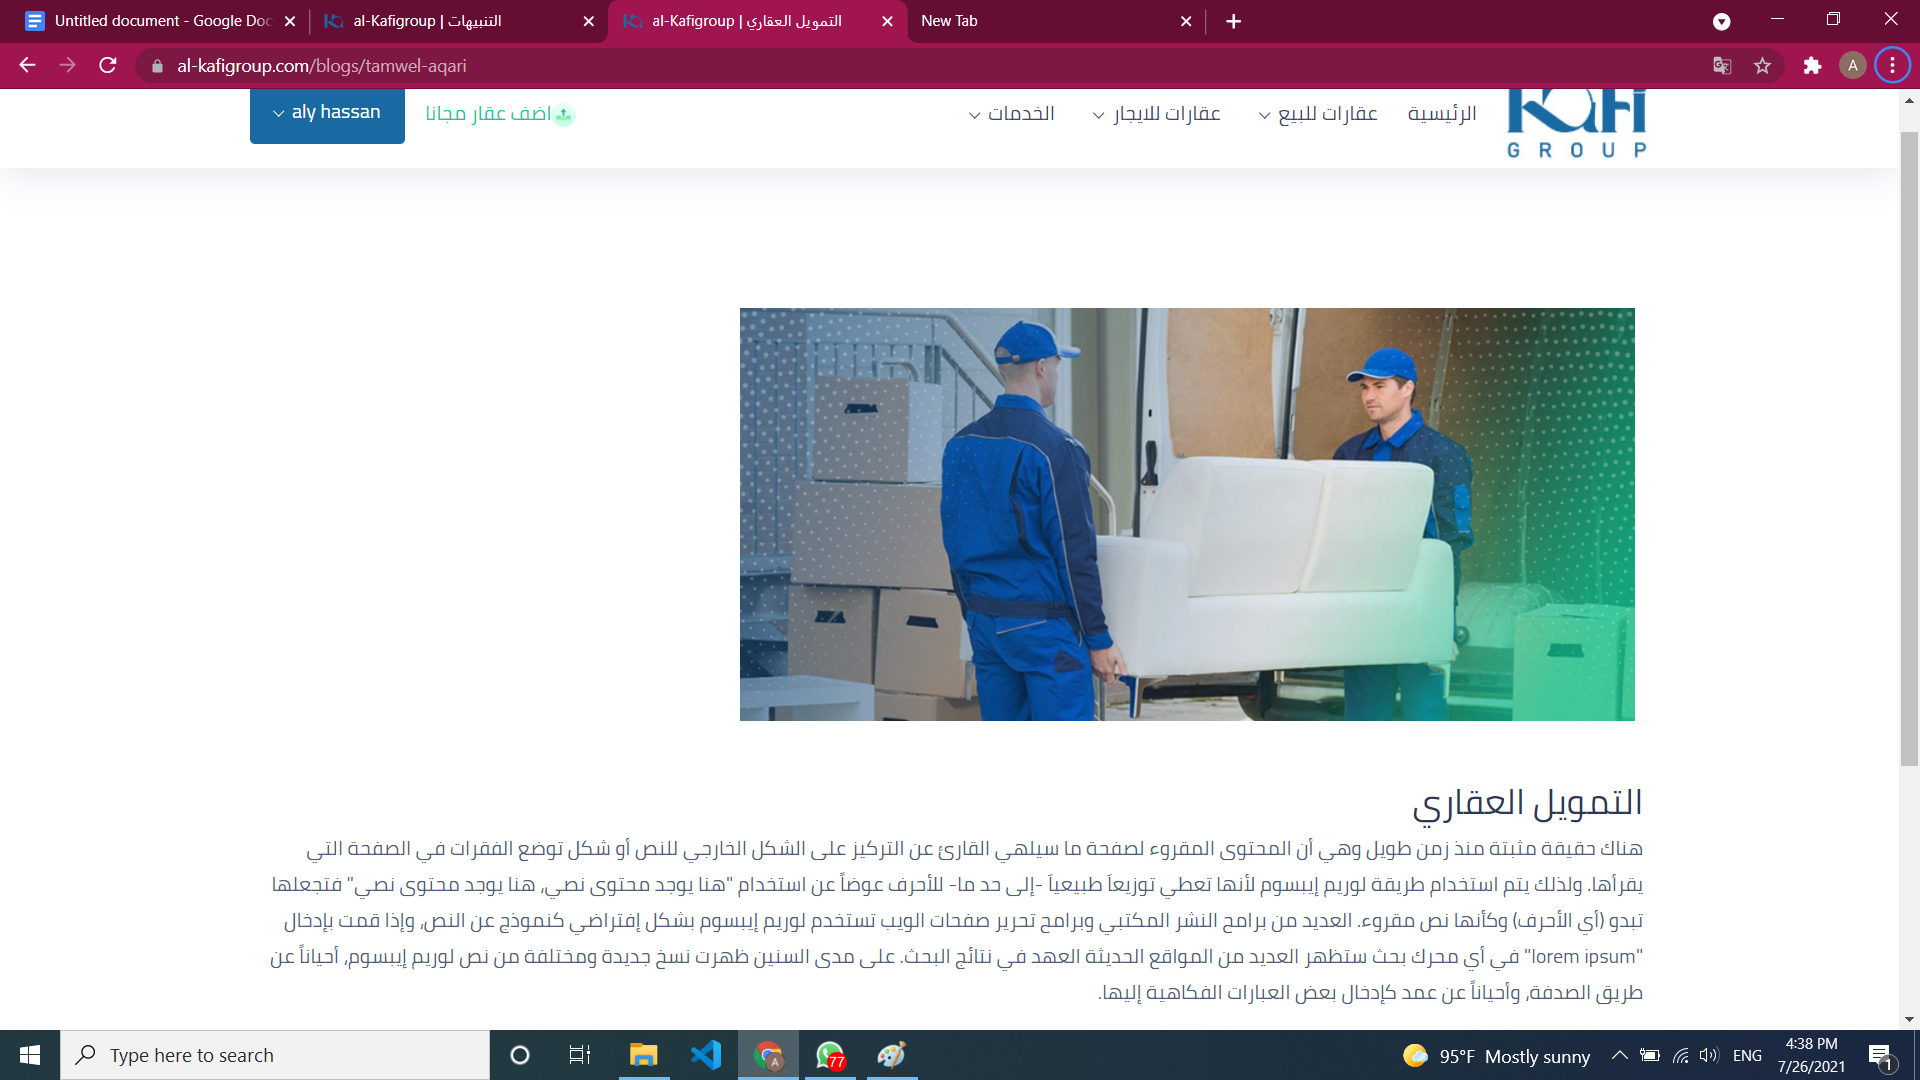 Untitled document - Google Doc
al-Kafigroup | التنبيهات
al-Kafigroup | التمويل العقاري
New Tab
al-kafigroup.com/blogs/tamwel-aqari
A
الرئيسية
عقارات للبيع
عقارات للايجار
الخدمات
اضف عقار مجانا
aly hassan
GROUP
التمويل العقاري
هناك حقيقة مثبتة منذ زمن طويل وهي أن المحتوى المقروء لصفحة ما سيلهي القارئ عن التركيز على الشكل الخارجي للنص أو شكل توضع الفقرات في الصفحة التي
يقرأها. ولذلك يتم استخدام طريقة لوريم إيبسوم لأنها تعطي توزيعاَ طبيعياَ -إلى حد ما- للأحرف عوضاً عن استخدام "هنا يوجد محتوى نصي، هنا يوجد محتوى نصي" فتجعلها
تبدو (أي الأحرف) وكأنها نص مقروء. العديد من برامح النشر المكتبي وبرامح تحرير صفحات الويب تستخدم لوريم إيبسوم بشكل إفتراضي كنموذج عن النص، وإذا قمت بإدخال
"lorem ipsum" في أي محرك بحث ستظهر العديد من المواقع الحديثة العهد في نتائج البحث. على مدى السنين ظهرت نسخ جديدة ومختلفة من نص لوريم إيبسوم، أحياناً عن
طريق الصدفة، وأحياناً عن عمد كإدخال بعض العبارات الفكاهية إليها.
Type here to search
A
77
95°F Mostly sunny
ENG
4:38 PM
7/26/2021
1